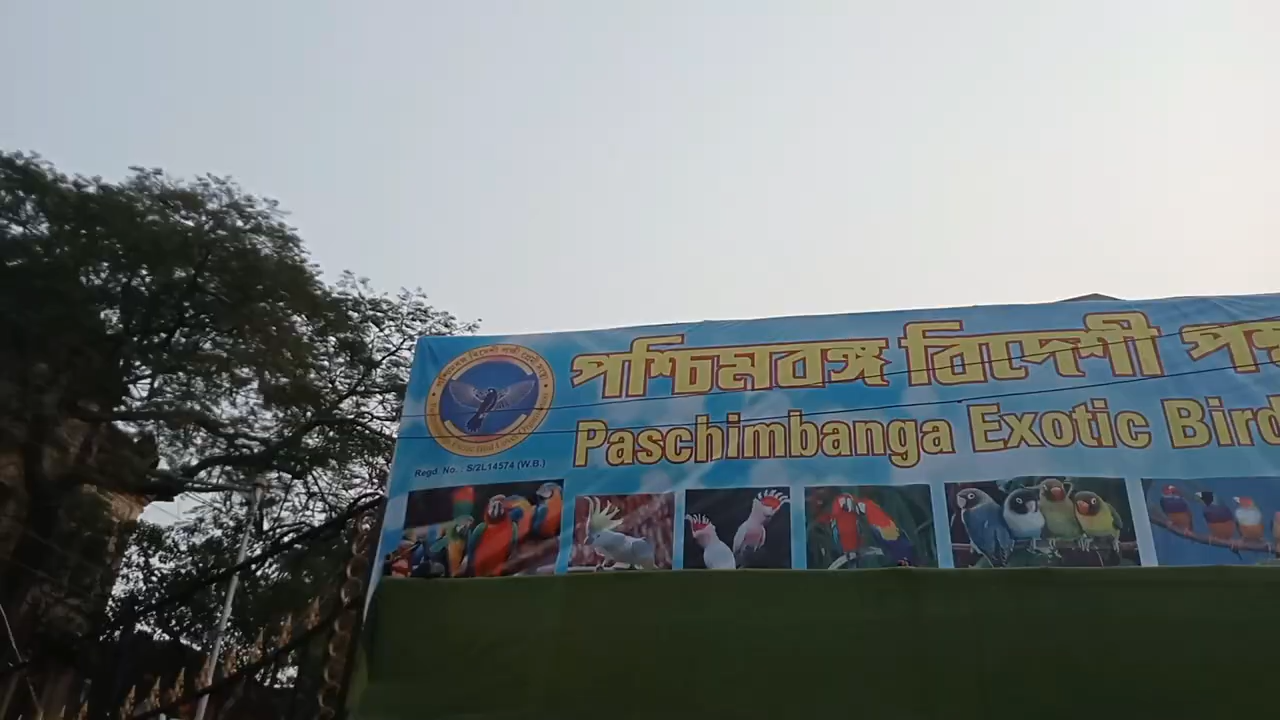 পশ্চিমবঙ্গ বিদেশী
Paschimbanga Exotic Bird
Regd. No. : S/2L14574 (W.B.)